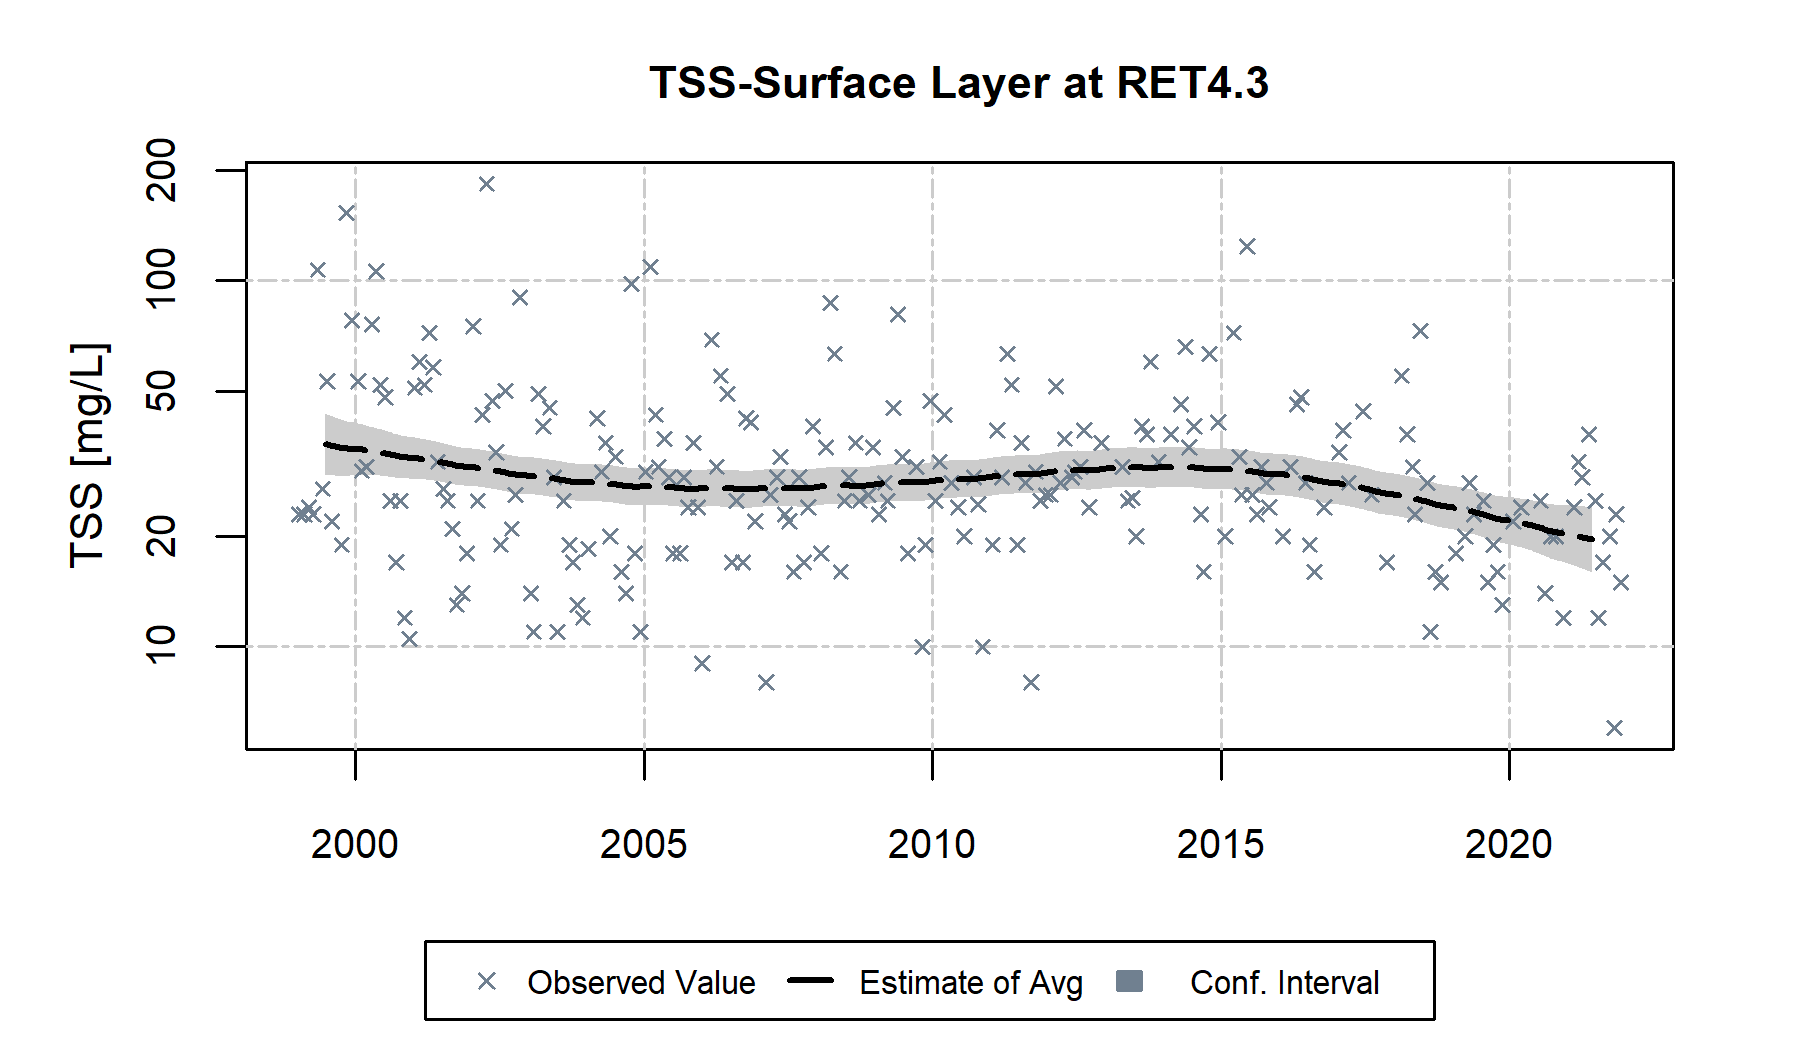 TSS-Surface Layer at RET4.3
TSS [mg/L]
200
100
50
20
10
2000 2005 2010 2015 2020
Observed Value Estimate of Avg Conf. Interval